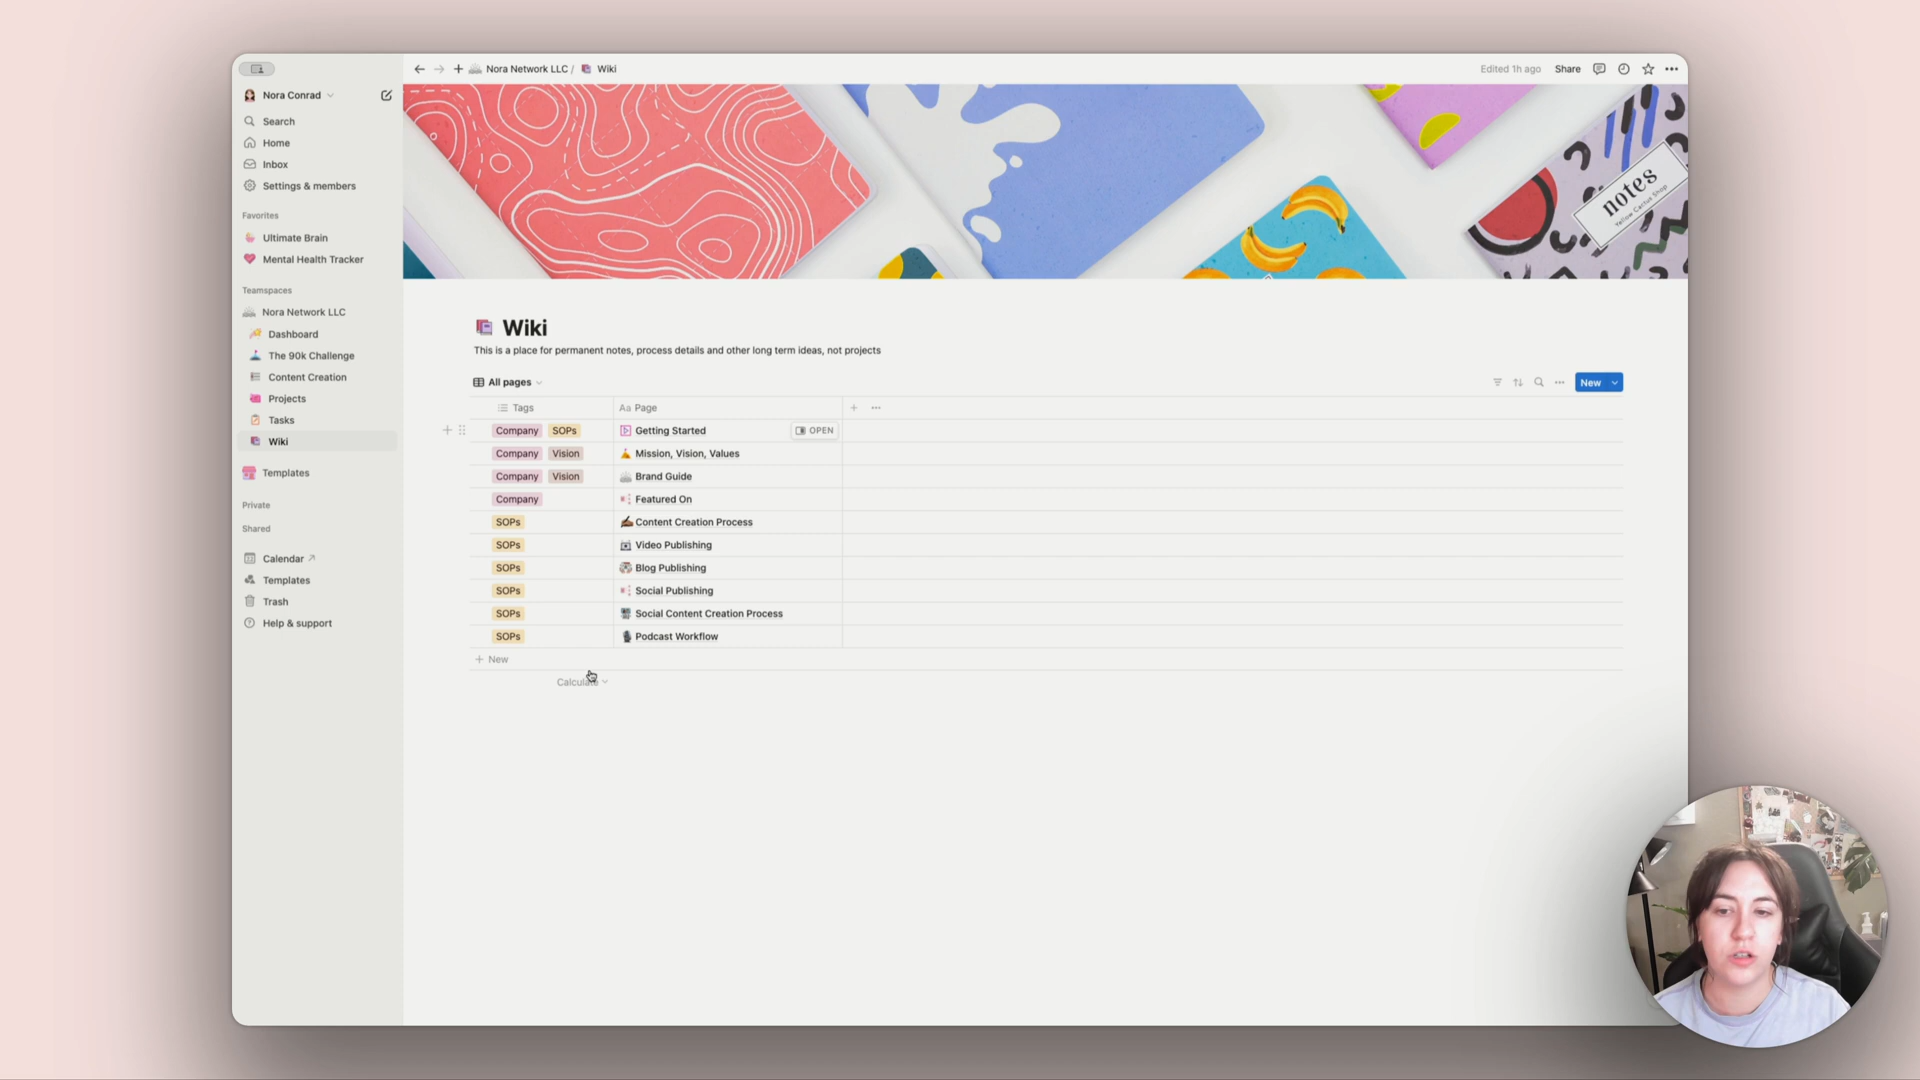 Nora Network LLC / Wiki
Edited 1h ago Share
Nora Conrad
Search
Home
Inbox
Settings & members
Favorites
Ultimate Brain
Mental Health Tracker
Teamspaces
Nora Network LLC
Dashboard
The 90k Challenge
Content Creation
Projects
Tasks
Wiki
Templates
Private
Shared
Calendar
Templates
Trash
Help & support
notes
Yellow Cactus Shop
Wiki
This is a place for permanent notes, process details and other long term ideas, not projects
All pages
New
Tags Aa Page
Company SOPs Getting Started OPEN
Company Vision Mission, Vision, Values
Company Vision Brand Guide
Company Featured On
SOPs Content Creation Process
SOPs Video Publishing
SOPs Blog Publishing
SOPs Social Publishing
SOPs Social Content Creation Process
SOPs Podcast Workflow
+ New
Calculate